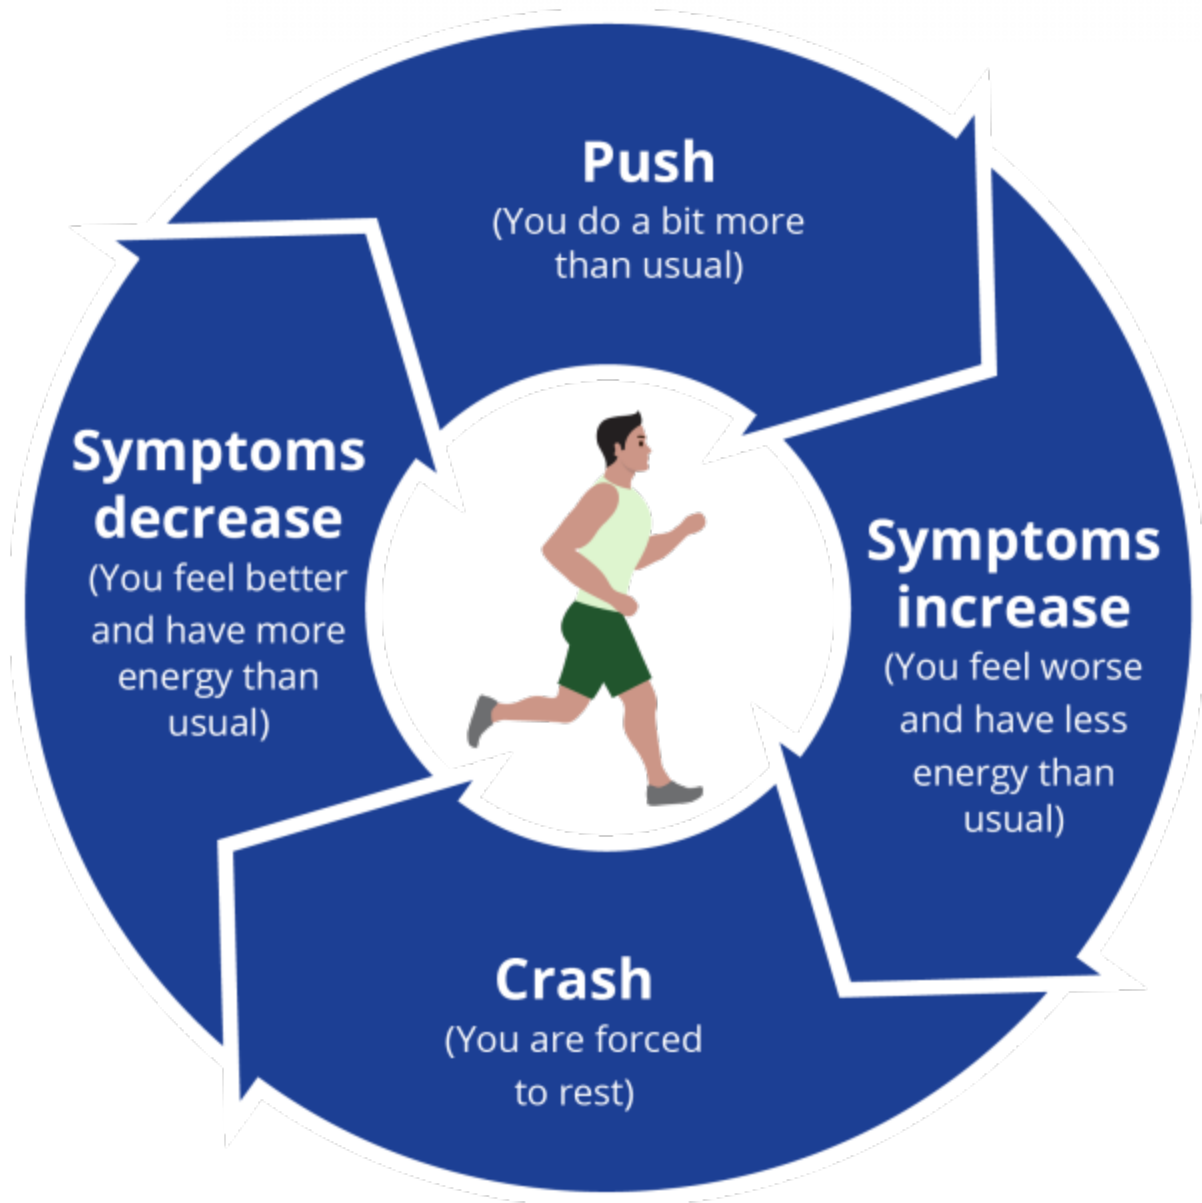 Push
(You do a bit more
than usual)
Symptoms
increase
(You feel worse
and have less
energy than
usual)
Crash
(You are forced
to rest)
Symptoms
decrease
(You feel better
and have more
energy than
usual)